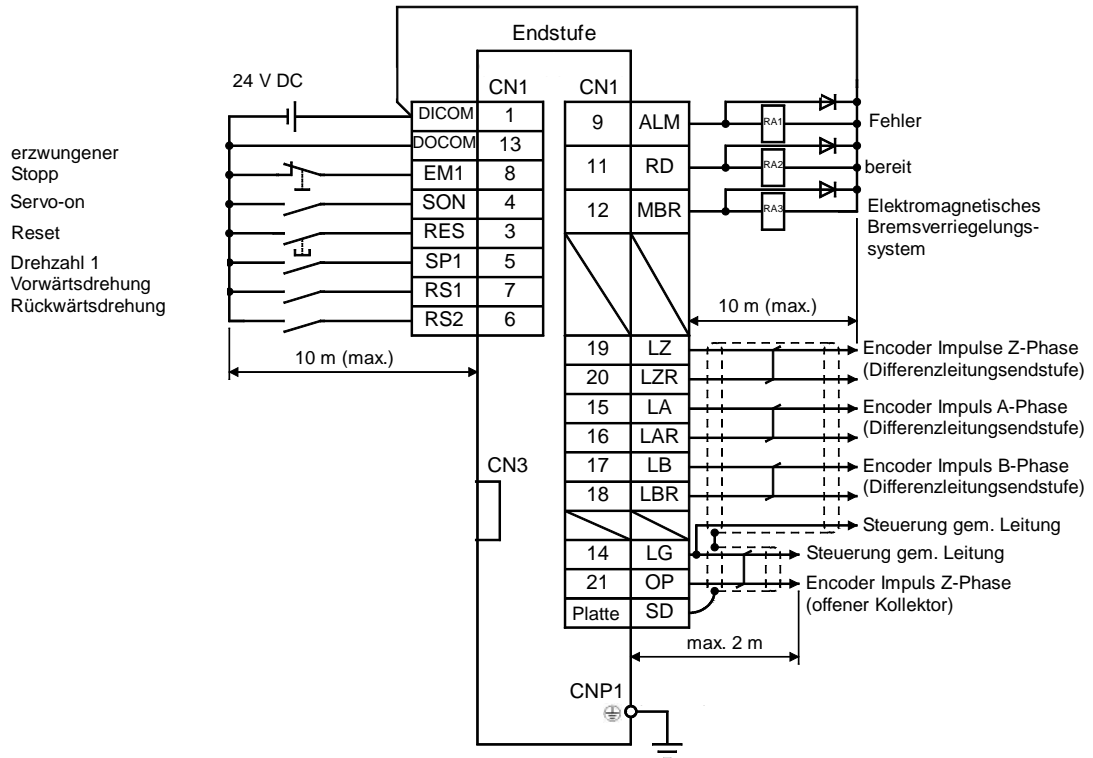 Endstufe
24 V DC
CN1
CN1
DICOM 1
DOCOM 13
EM1 8
SON 4
RES 3
SP1 5
RS1 7
RS2 6
erzwungener
Stopp
Servo-on
Reset
Drehzahl 1
Vorwärtsdrehung
Rückwärtsdrehung
10 m (max.)
CN3
9 ALM RA1 Fehler
11 RD RA2 bereit
12 MBR RA3 Elektromagnetisches
Bremsverriegelungs-
system
10 m (max.)
19 LZ Encoder Impulse Z-Phase
20 LZR (Differenzleitungsendstufe)
15 LA Encoder Impuls A-Phase
16 LAR (Differenzleitungsendstufe)
17 LB Encoder Impuls B-Phase
18 LBR (Differenzleitungsendstufe)
Steuerung gem. Leitung
14 LG Steuerung gem. Leitung
21 OP Encoder Impuls Z-Phase
(offener Kollektor)
Platte SD
max. 2 m
CNP1